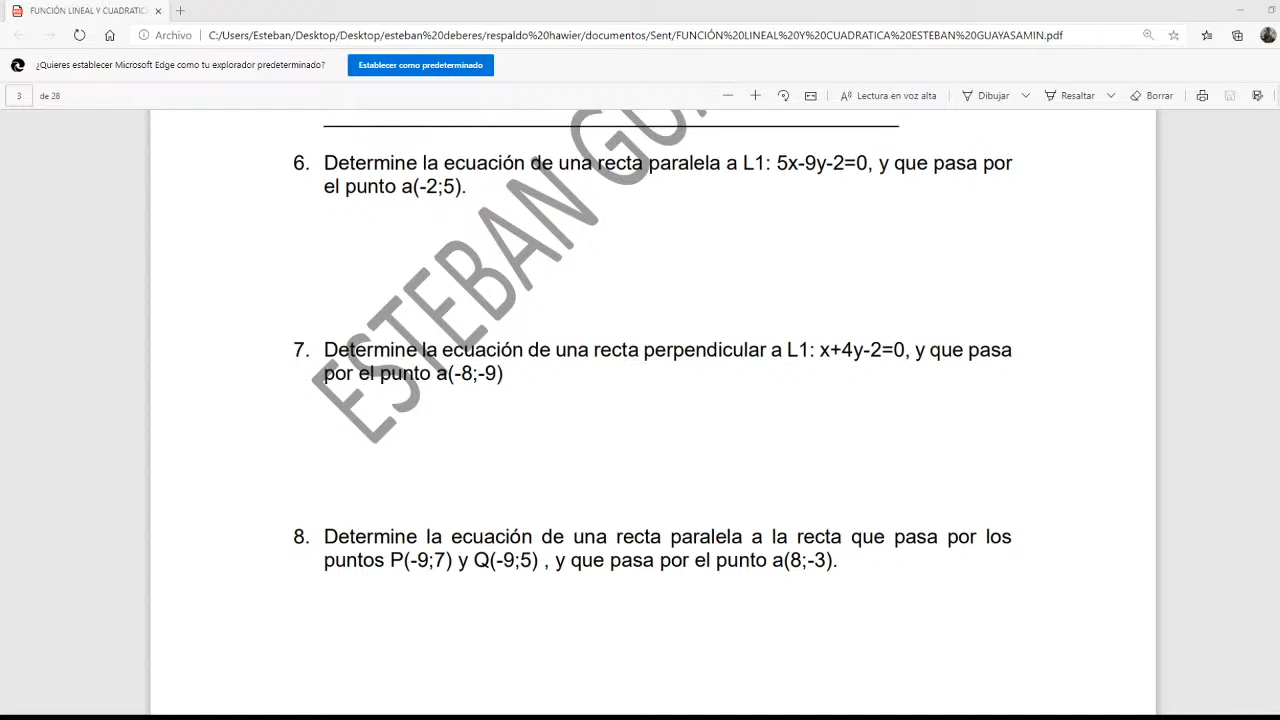 FUNCIÓN LINEAL Y CUADRATICA
C:/Users/Esteban/Desktop/Desktop/esteban%20deberes/respaldo%20hawier/documentos/Sent/FUNCIÓN%20LINEAL%20Y%20CUADRATICA%20ESTEBAN%20GUAYASAMIN.pdf
Archivo
¿Quieres establecer Microsoft Edge como tu explorador predeterminado?
Establecer como predeterminado
3 de 28
Lectura en voz alta
Dibujar
Resaltar
Borrar
6. Determine la ecuación de una recta paralela a L1: 5x-9y-2=0, y que pasa por
el punto a(-2;5).
7. Determine la ecuación de una recta perpendicular a L1: x+4y-2=0, y que pasa
por el punto a(-8;-9)
8. Determine la ecuación de una recta paralela a la recta que pasa por los
puntos P(-9;7) y Q(-9;5) , y que pasa por el punto a(8;-3).
ESTEBAN GU